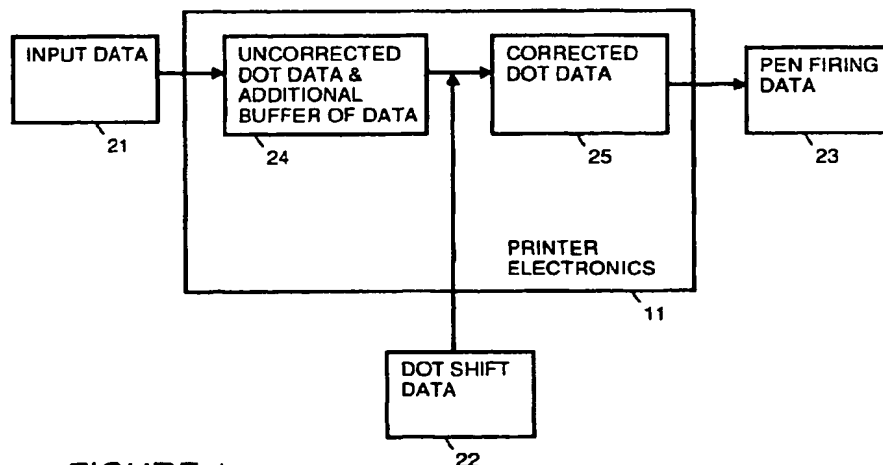 INPUT DATA
21
UNCORRECTED
DOT DATA &
ADDITIONAL
BUFFER OF DATA
24
CORRECTED
DOT DATA
25
PEN FIRING
DATA
23
PRINTER
ELECTRONICS
11
DOT SHIFT
DATA
22